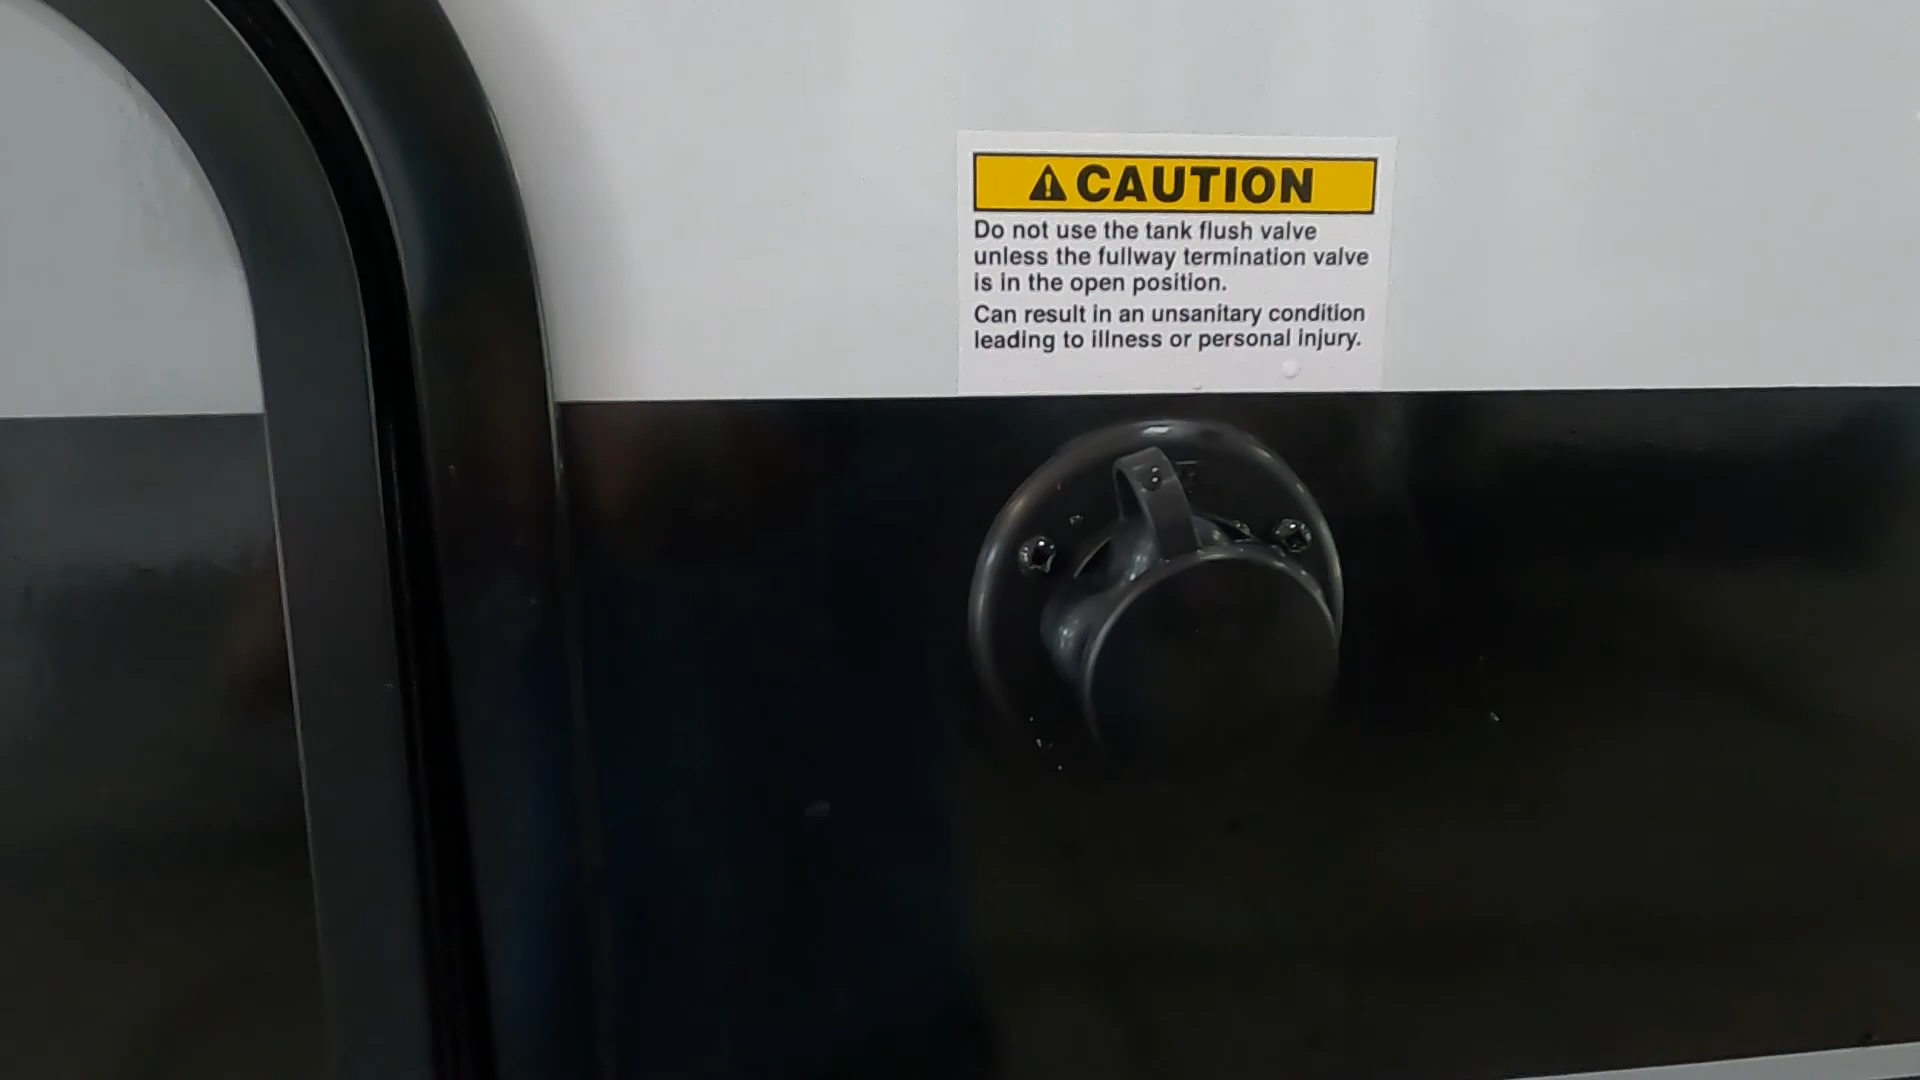 CAUTION
Do not use the tank flush valve
unless the fullway termination valve
is in the open position.
Can result in an unsanitary condition
leading to illness or personal injury.